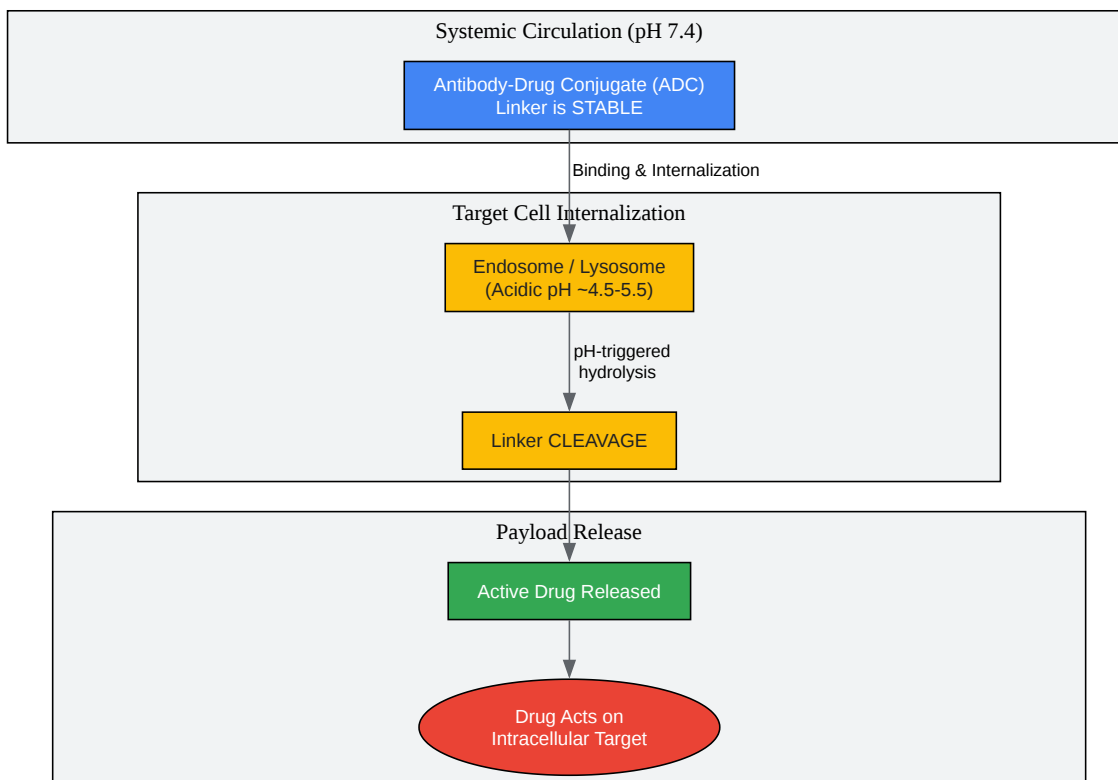 Systemic Circulation (pH 7.4)
Antibody-Drug Conjugate (ADC)
Linker is STABLE
Binding & Internalization
Target Cell Internalization
Endosome / Lysosome
(Acidic pH ~4.5-5.5)
pH-triggered
hydrolysis
Linker CLEAVAGE
Payload Release
Active Drug Released
Drug Acts on
Intracellular Target